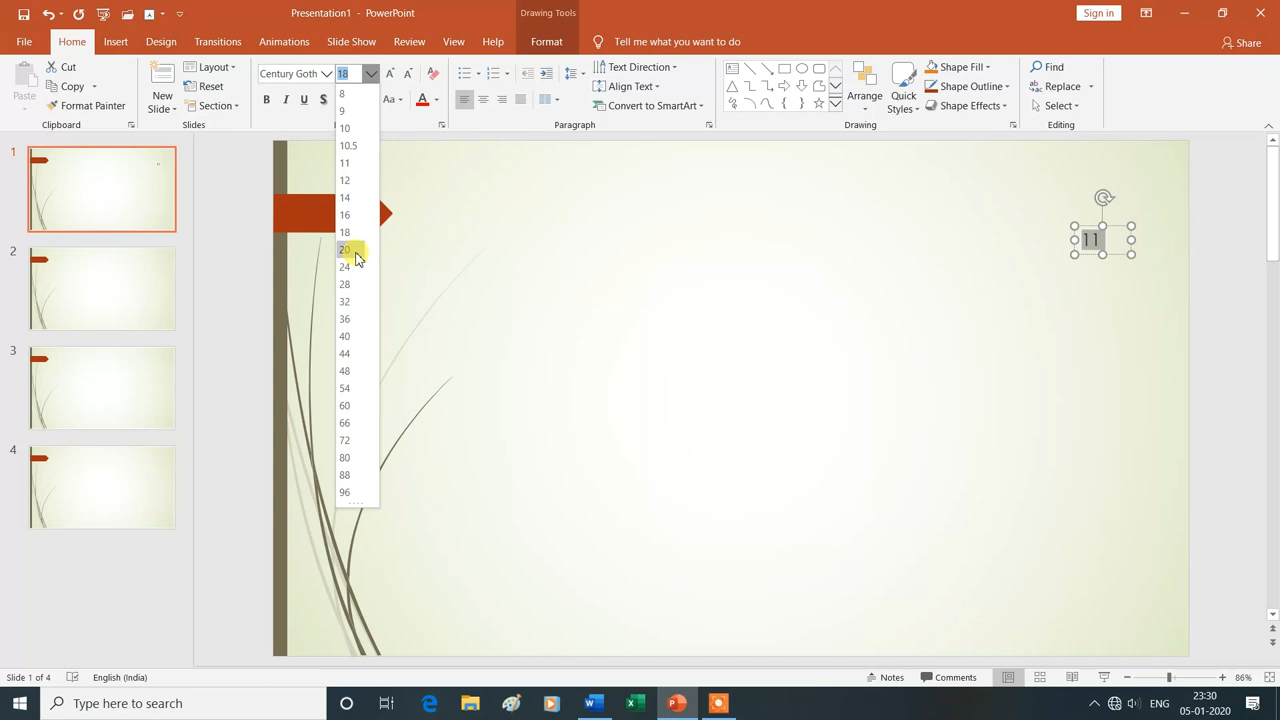 Presentation1 - PowerPoint
Drawing Tools
Sign in
File
Home
Insert
Design
Transitions
Animations
Slide Show
Review
View
Help
Format
Tell me what you want to do
Share
Paste
Cut
Copy
Format Painter
Clipboard
New Slide
Layout
Reset
Section
Slides
Century Goth
18
A
A
B
I
U
S
Aa
A
Text Direction
Align Text
Convert to SmartArt
Paragraph
Arrange
Quick Styles
Shape Fill
Shape Outline
Shape Effects
Drawing
Find
Replace
Select
Editing
8
9
10
10.5
11
12
14
16
18
20
24
28
32
36
40
44
48
54
60
66
72
80
88
96
1
2
3
4
11
Slide 1 of 4
English (India)
Notes
Comments
86%
Type here to search
ENG
23:30
05-01-2020